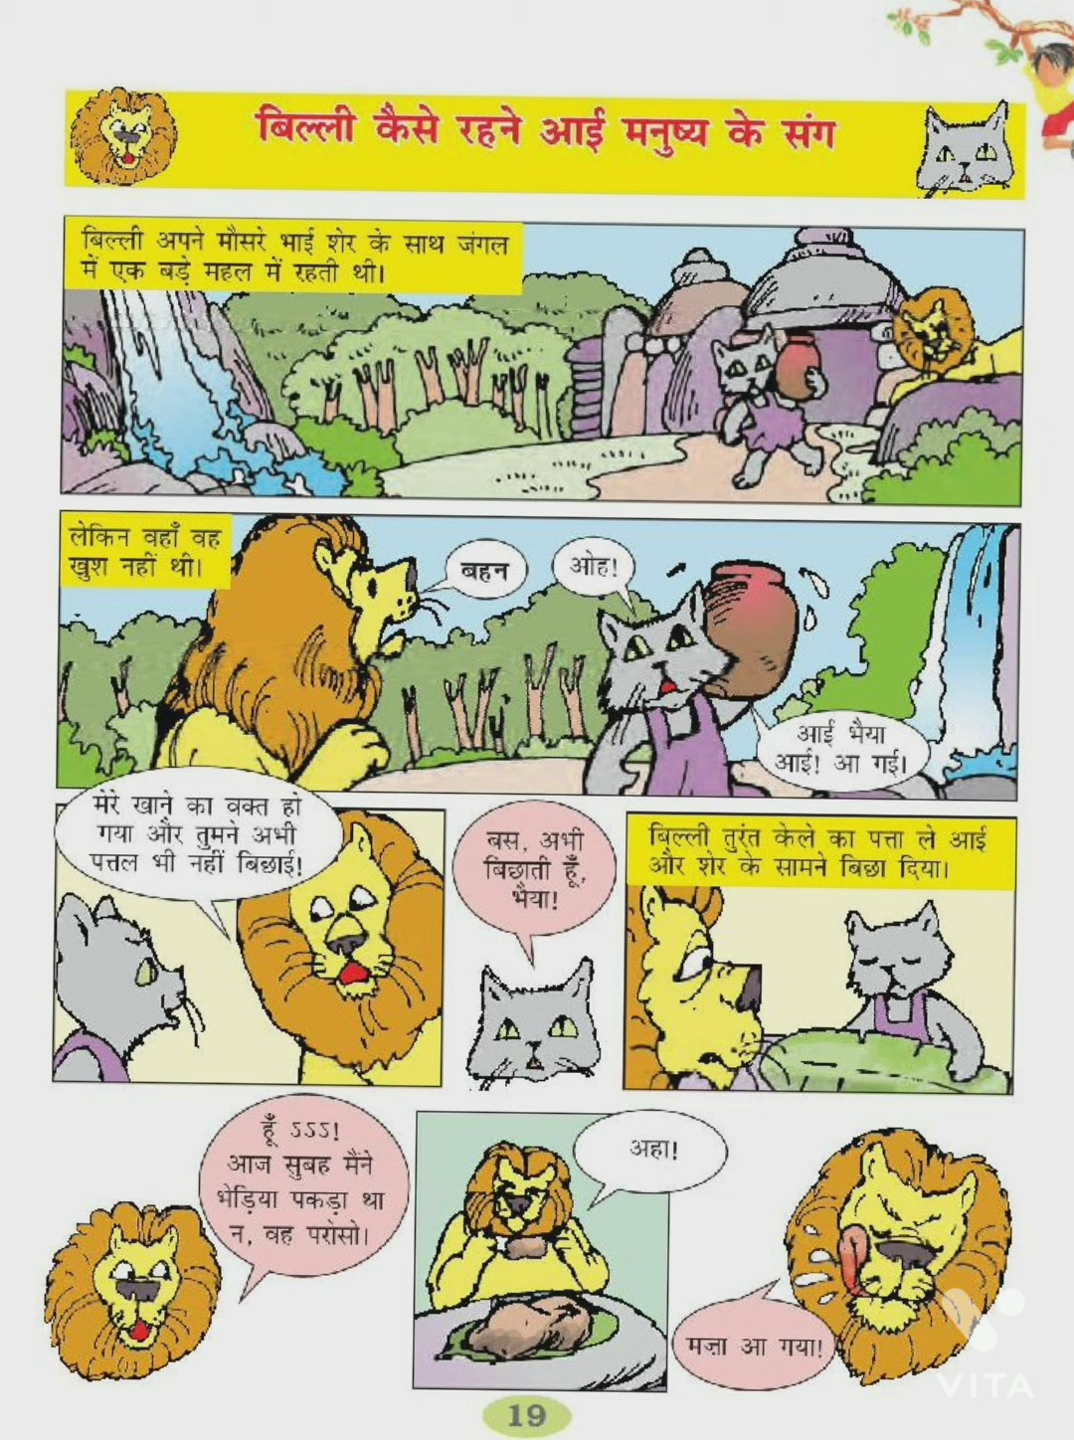 बिल्ली कैसे रहने आई मनुष्य के संग
बिल्ली अपने मौसरे भाई शेर के साथ जंगल
में एक बड़े महल में रहती थी।
लेकिन वहाँ वह
खुश नहीं थी।
बहन
ओह!
आई भैया
आई! आ गई।
मेरे खाने का वक्त हो
गया और तुमने अभी
पत्तल भी नहीं बिछाई!
बस, अभी
बिछाती हूँ,
भैया!
बिल्ली तुरंत केले का पत्ता ले आई
और शेर के सामने बिछा दिया।
हूँ ऽऽऽ!
आज सुबह मैंने
भेड़िया पकड़ा था
न, वह परोसो।
अहा!
मज़ा आ गया!
19
VITA